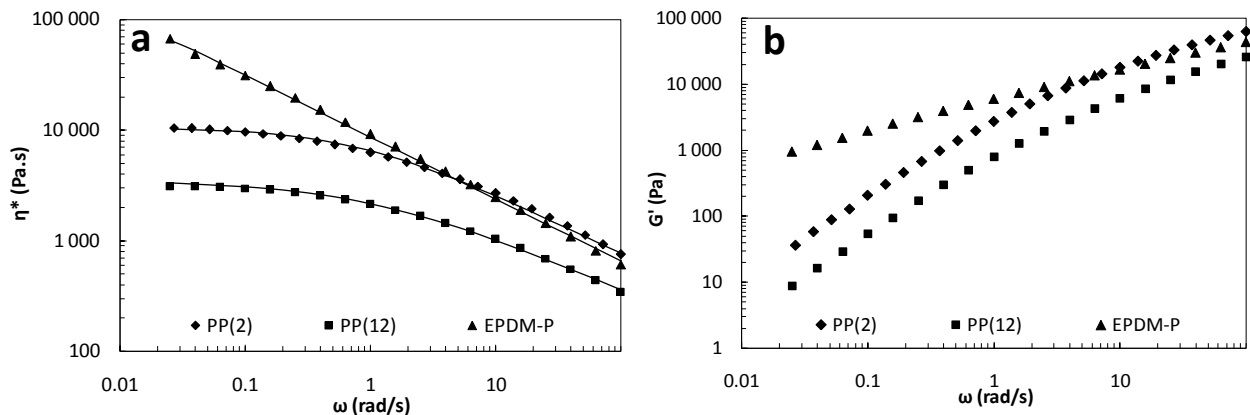 a
η* (Pa.s)
100 000
10 000
1 000
100
0.01 0.1 1 10
ω (rad/s)
PP(2) PP(12) EPDM-P
b
G' (Pa)
100 000
10 000
1 000
100
10
1
0.01 0.1 1 10
ω (rad/s)
PP(2) PP(12) EPDM-P